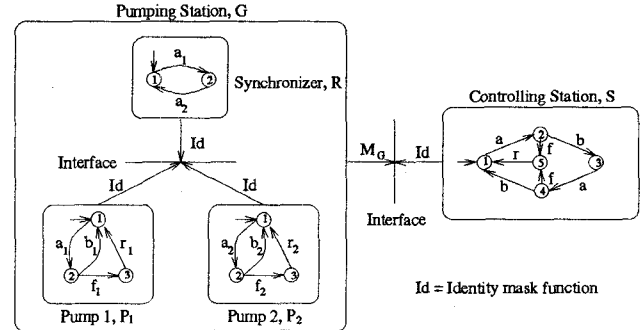 Pumping Station, G
a1
1 2
a2
Synchronizer, R
Id
Interface
Id Id
1
a1 b1 r1
2 3
f1
Pump 1, P1
1
a2 b2 r2
2 3
f2
Pump 2, P2
MG Id
Interface
Controlling Station, S
2
a f b
1 r 5 3
b f a
4
Id = Identity mask function